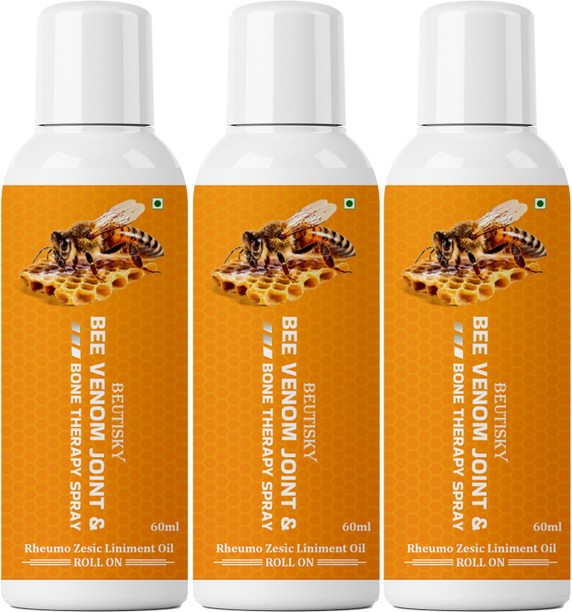 BEUTISKY
BEE VENOM JOINT &
BONE THERAPY SPRAY
60ml
Rheumo Zesic Liniment Oil
ROLL ON
BEUTISKY
BEE VENOM JOINT &
BONE THERAPY SPRAY
60ml
Rheumo Zesic Liniment Oil
ROLL ON
BEUTISKY
BEE VENOM JOINT &
BONE THERAPY SPRAY
60ml
Rheumo Zesic Liniment Oil
ROLL ON